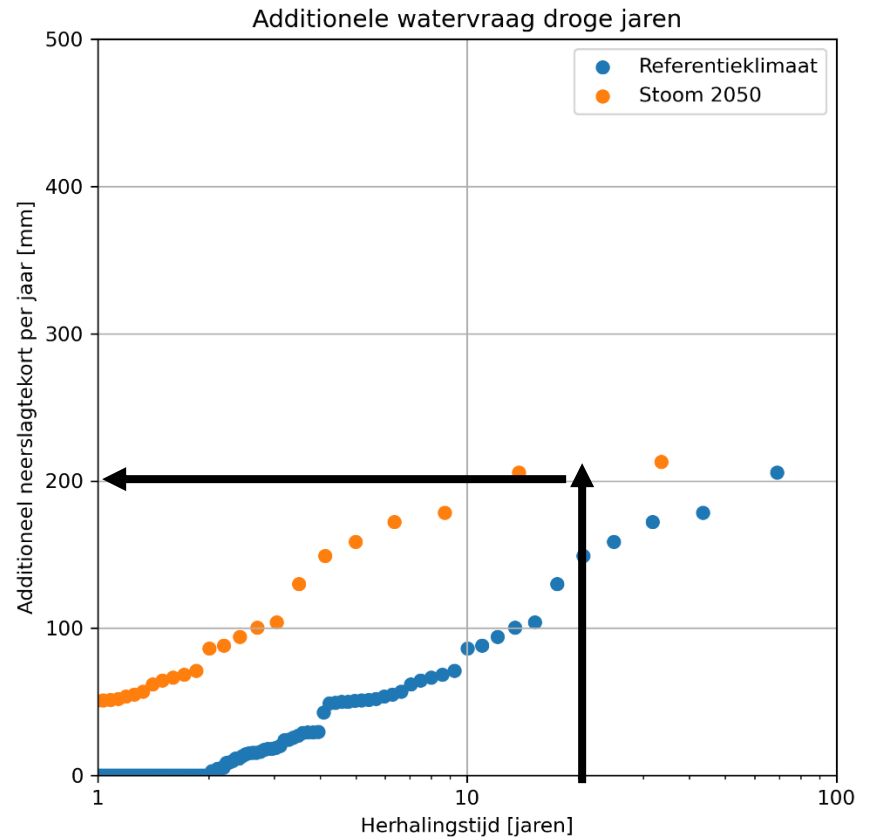 Additionele watervraag droge jaren
500
Referentieklimaat
Stoom 2050
400
300
200
100
0
Additioneel neerslagtekort per jaar [mm]
1
10
100
Herhalingstijd [jaren]